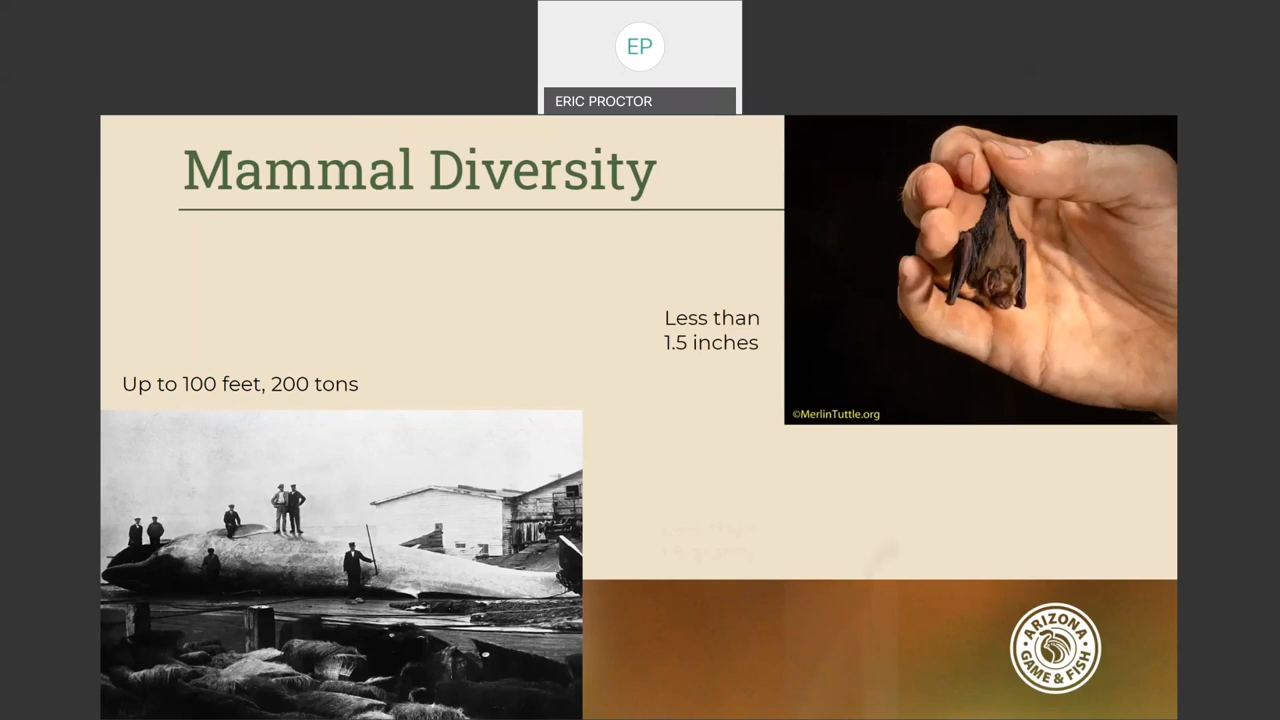 EP
ERIC PROCTOR
Mammal Diversity
Less than
1.5 inches
Up to 100 feet, 200 tons
©MerlinTuttle.org
ARIZONA
GAME & FISH